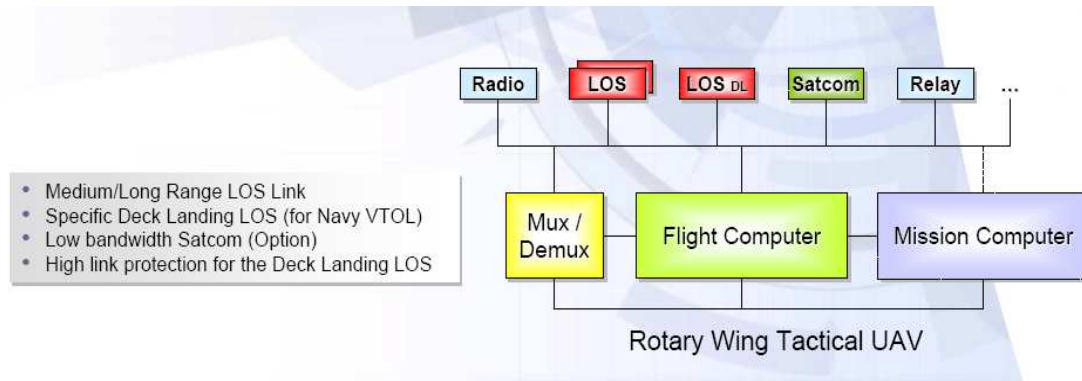 Radio LOS LOS DL Satcom Relay ...
• Medium/Long Range LOS Link
• Specific Deck Landing LOS (for Navy VTOL)
• Low bandwidth Satcom (Option)
• High link protection for the Deck Landing LOS
Mux /
Demux
Flight Computer
Mission Computer
Rotary Wing Tactical UAV